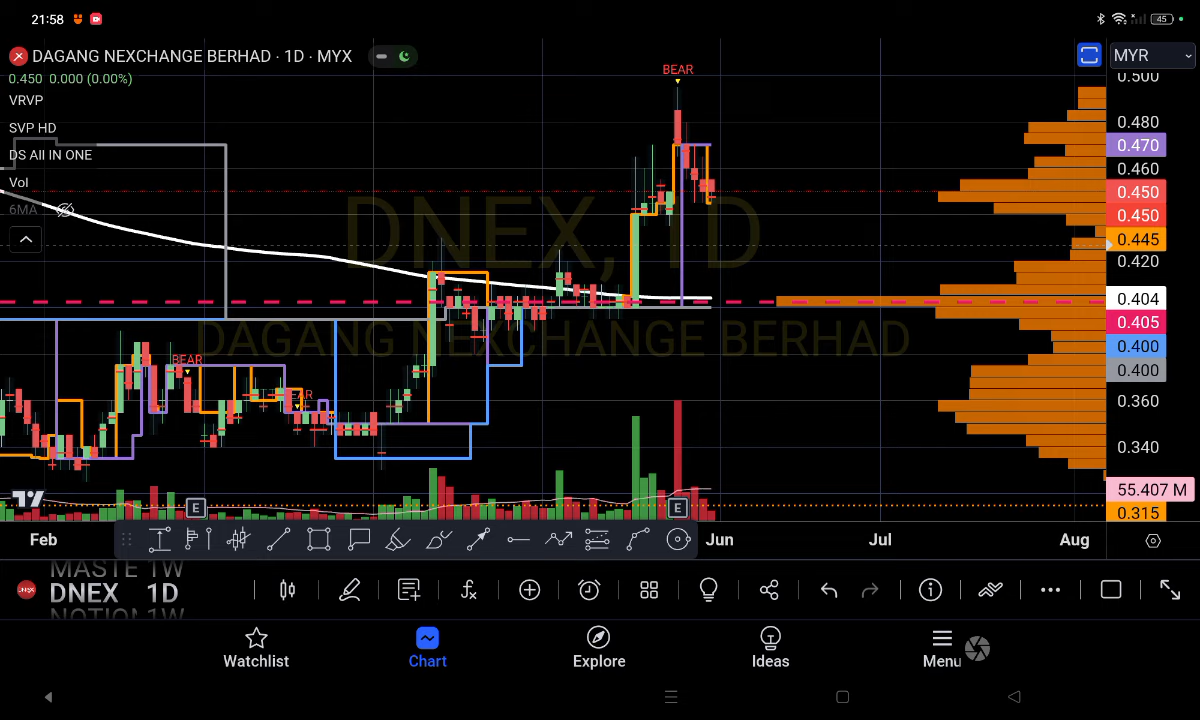 21:58
45
DAGANG NEXCHANGE BERHAD · 1D · MYX
MYR
0.450 0.000 (0.00%)
VRVP
SVP HD
DS All IN ONE
Vol
6MA
BEAR
BEAR
DNEX, 1D
DAGANG NEXCHANGE BERHAD
0.500
0.480
0.470
0.460
0.450
0.450
0.445
0.420
0.404
0.405
0.400
0.400
0.360
0.340
55.407 M
0.315
E
E
Feb
Jun
Jul
Aug
MASTE 1W
DNEX 1D
Watchlist
Chart
Explore
Ideas
Menu